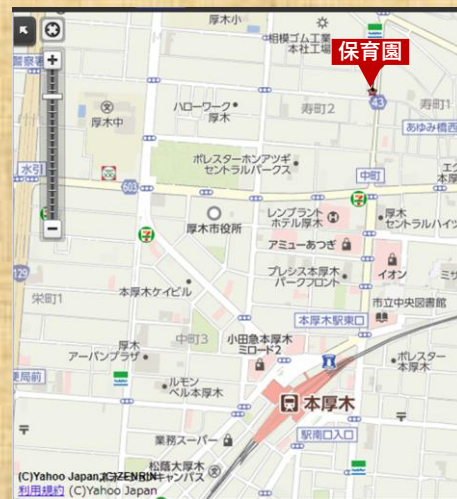 厚木小
相模ゴム工業
本社工場
保育園
警察署
43
厚木中
ハローワーク
厚木
寿町2
寿町1
あゆみ橋西
ポレスターホンアツギ
セントラルパークス
水引
中町
603
厚木市役所
レンブラント
ホテル厚木
厚木
セントラルハイツ
アミューあつぎ
プレシス本厚木
パークフロント
イオン
129
栄町1
本厚木ケイビル
市立中央図書館
本厚木駅東口
中町3
小田急本厚木
ミロード2
厚木
アーバンプラザ
ポレスター
本厚木
便局前
ルモン
ベル本厚木
本厚木
業務スーパー
駅南口入口
松蔭大厚木
キャンパス
(C)Yahoo Japan,(C)ZENRIN
利用規約 (C)Yahoo Japan